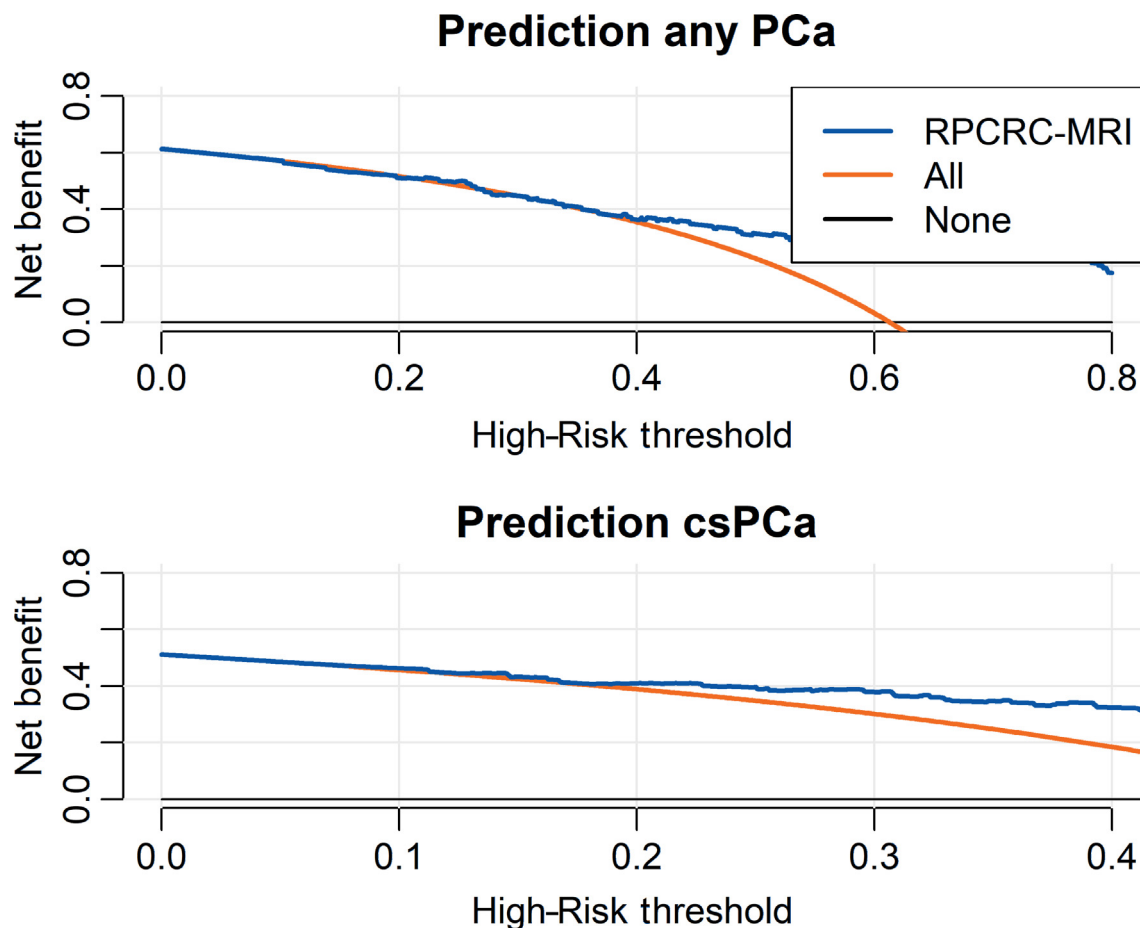 Prediction any PCa
Net benefit
0.0 0.4 0.8
RPCRC-MRI
All
None
0.0 0.2 0.4 0.6 0.8
High-Risk threshold
Prediction csPCa
Net benefit
0.0 0.4 0.8
0.0 0.1 0.2 0.3 0.4
High-Risk threshold